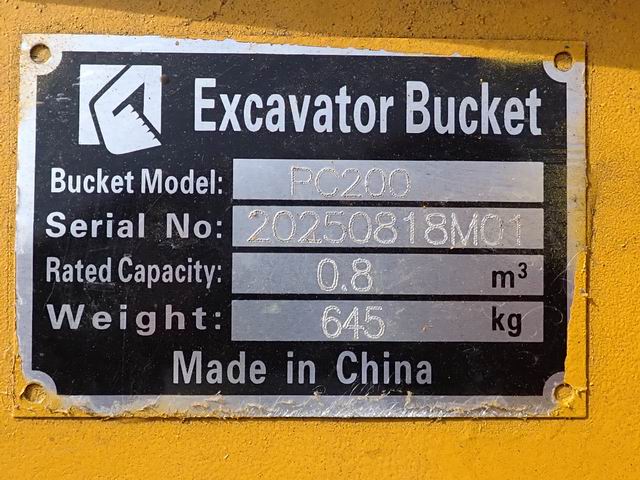 Excavator Bucket
Bucket Model: PC200
Serial No: 20250818M01
Rated Capacity: 0.8 m³
Weight: 645 kg
Made in China